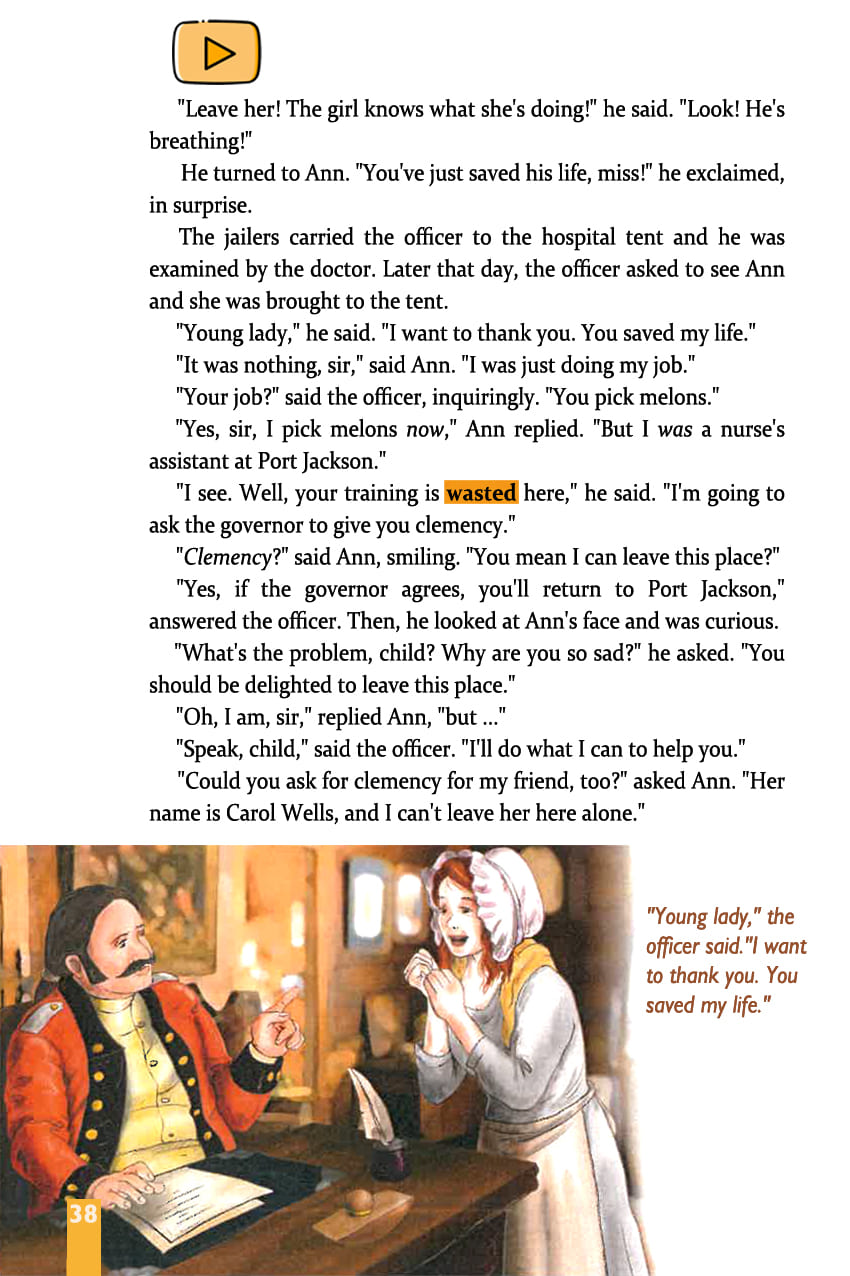 "Leave her! The girl knows what she's doing!" he said. "Look! He's
breathing!"
He turned to Ann. "You've just saved his life, miss!" he exclaimed,
in surprise.
The jailers carried the officer to the hospital tent and he was
examined by the doctor. Later that day, the officer asked to see Ann
and she was brought to the tent.
"Young lady," he said. "I want to thank you. You saved my life."
"It was nothing, sir," said Ann. "I was just doing my job."
"Your job?" said the officer, inquiringly. "You pick melons."
"Yes, sir, I pick melons now," Ann replied. "But I was a nurse's
assistant at Port Jackson."
"I see. Well, your training is wasted here," he said. "I'm going to
ask the governor to give you clemency."
"Clemency?" said Ann, smiling. "You mean I can leave this place?"
"Yes, if the governor agrees, you'll return to Port Jackson,"
answered the officer. Then, he looked at Ann's face and was curious.
"What's the problem, child? Why are you so sad?" he asked. "You
should be delighted to leave this place."
"Oh, I am, sir," replied Ann, "but ..."
"Speak, child," said the officer. "I'll do what I can to help you."
"Could you ask for clemency for my friend, too?" asked Ann. "Her
name is Carol Wells, and I can't leave her here alone."
"Young lady," the
officer said."I want
to thank you. You
saved my life."
38